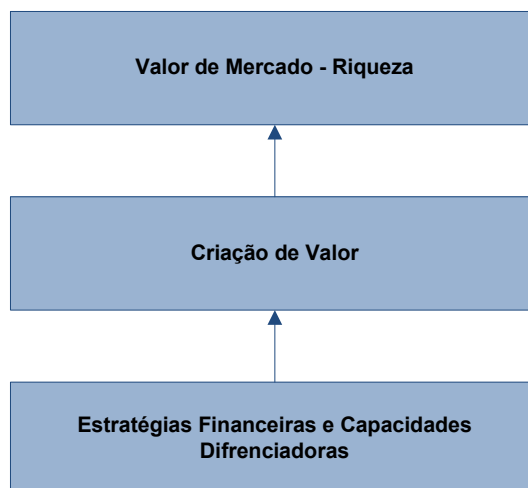 Valor de Mercado - Riqueza
Criação de Valor
Estratégias Financeiras e Capacidades
Difrenciadoras